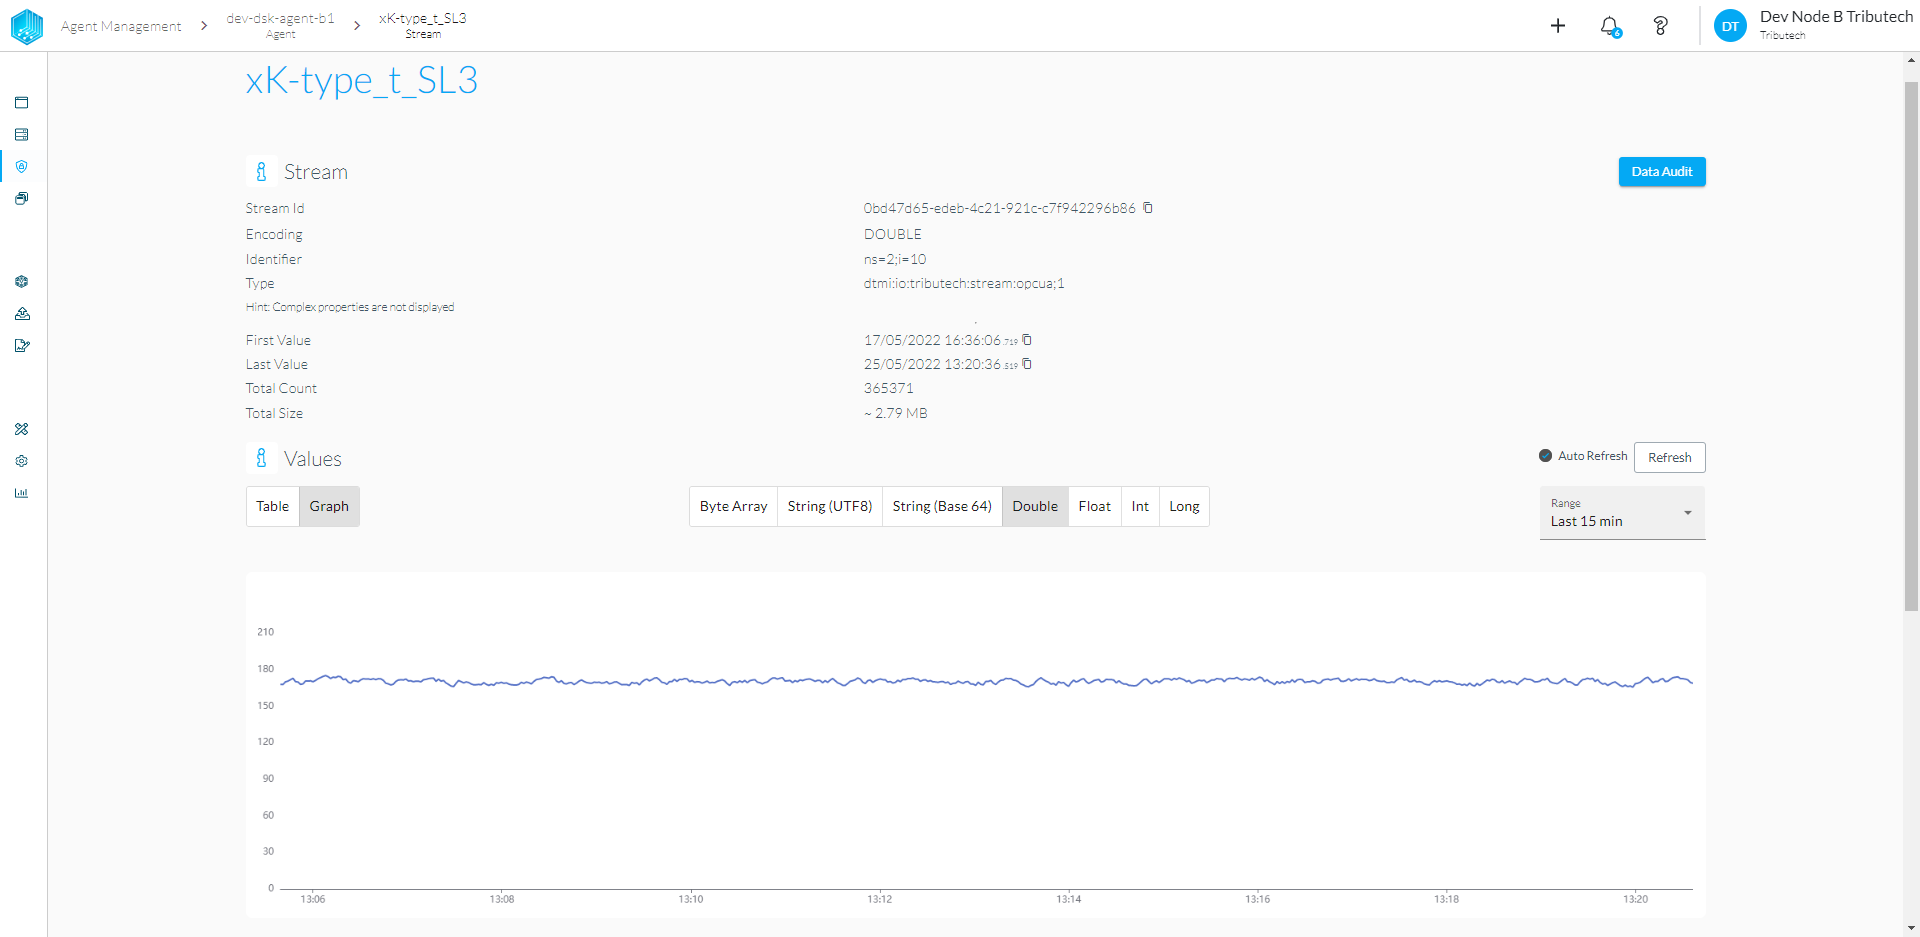 Agent Management > dev-dsk-agent-b1 > xK-type_t_SL3
Agent Stream
6
DT
Dev Node B Tributech
Tributech
xK-type_t_SL3
Stream
Data Audit
Stream Id 0bd47d65-edeb-4c21-921c-c7f942296b86
Encoding DOUBLE
Identifier ns=2;i=10
Type dtmi:io:tributech:stream:opcua;1
Hint: Complex properties are not displayed
First Value 17/05/2022 16:36:06.719
Last Value 25/05/2022 13:20:36.519
Total Count 365371
Total Size ~ 2.79 MB
Values
Auto Refresh Refresh
Table Graph Byte Array String (UTF8) String (Base 64) Double Float Int Long
Range
Last 15 min
210
180
150
120
90
60
30
0
13:06 13:08 13:10 13:12 13:14 13:16 13:18 13:20